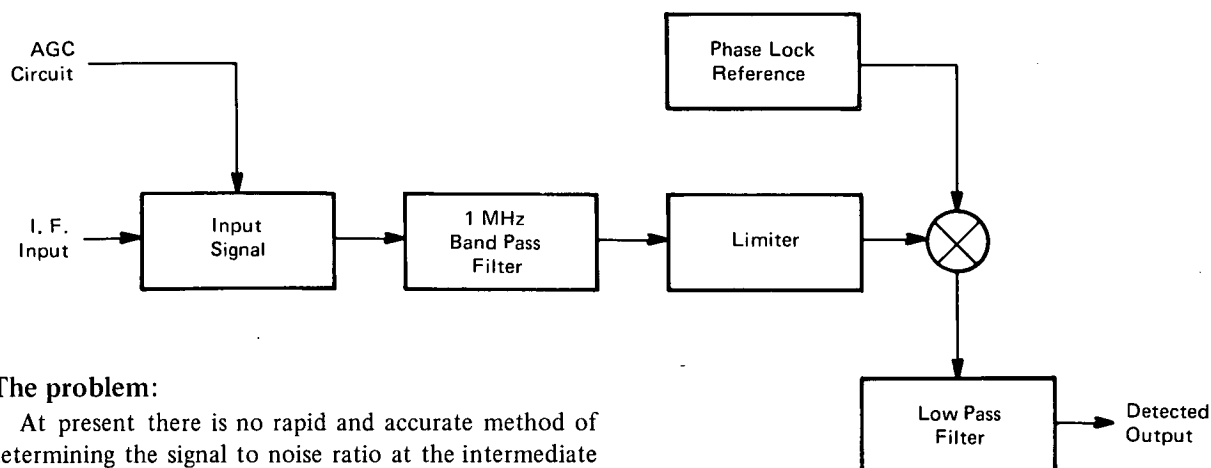 AGC
Circuit
Phase Lock
Reference
I. F.
Input
Input
Signal
1 MHz
Band Pass
Filter
Limiter
Low Pass
Filter
Detected
Output
The problem:
At present there is no rapid and accurate method of
etermining the signal to noise ratio at the intermediate